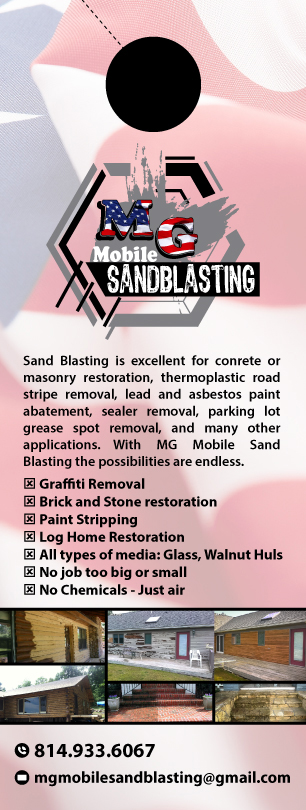 MG
Mobile
SANDBLASTING
Sand Blasting is excellent for conrete or
masonry restoration, thermoplastic road
stripe removal, lead and asbestos paint
abatement, sealer removal, parking lot
grease spot removal, and many other
applications. With MG Mobile Sand
Blasting the possibilities are endless.
☒ Graffiti Removal
☒ Brick and Stone restoration
☒ Paint Stripping
☒ Log Home Restoration
☒ All types of media: Glass, Walnut Huls
☒ No job too big or small
☒ No Chemicals - Just air
814.933.6067
mgmobilesandblasting@gmail.com